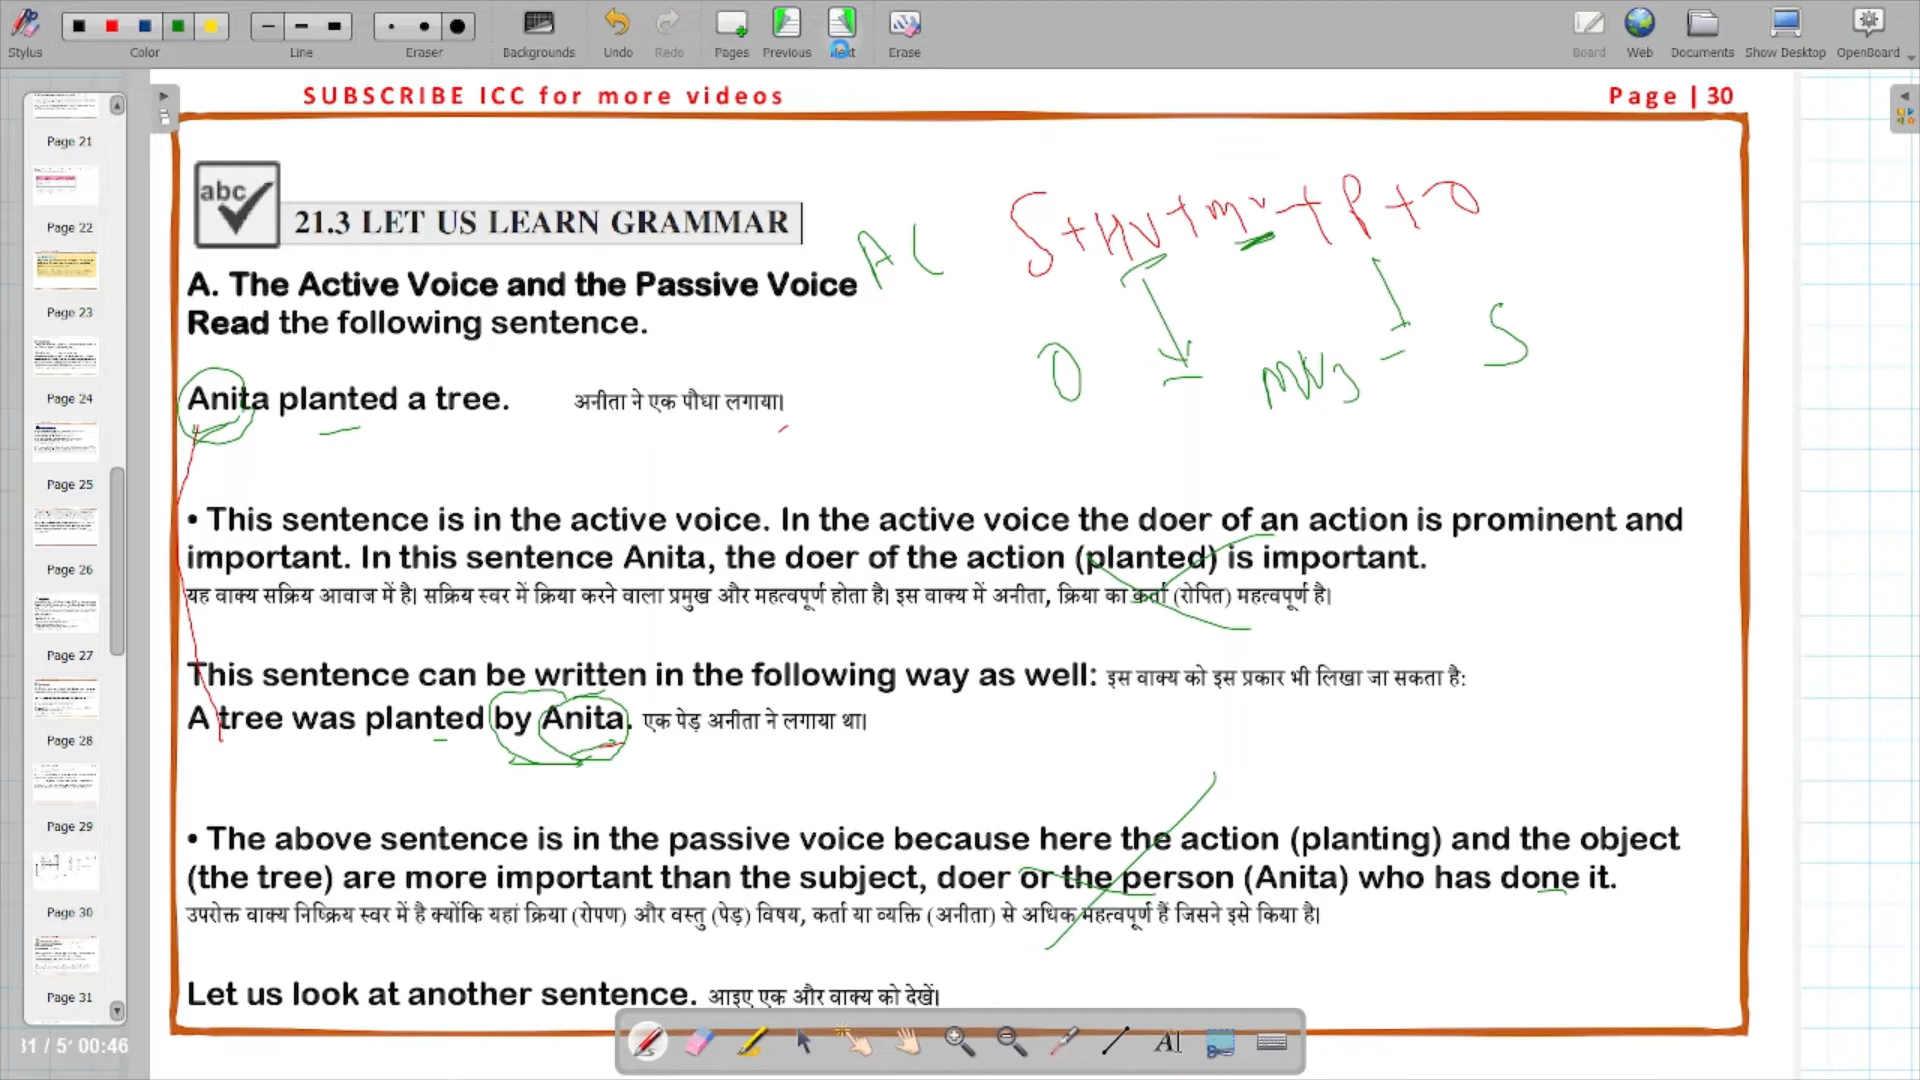 Stylus
Color
Line
Eraser
Backgrounds
Undo
Redo
Pages
Previous
Next
Erase
Board
Web
Documents
Show Desktop
OpenBoard
SUBSCRIBE ICC for more videos
Page | 30
abc
21.3 LET US LEARN GRAMMAR
S+HV+mv+P+O
A. The Active Voice and the Passive Voice
Read the following sentence.
O
MV3
S
Anita planted a tree. अनीता ने एक पौधा लगाया।
• This sentence is in the active voice. In the active voice the doer of an action is prominent and
important. In this sentence Anita, the doer of the action (planted) is important.
यह वाक्य सक्रिय आवाज में है। सक्रिय स्वर में क्रिया करने वाला प्रमुख और महत्वपूर्ण होता है। इस वाक्य में अनीता, क्रिया का कर्ता (रोपित) महत्वपूर्ण है।
This sentence can be written in the following way as well: इस वाक्य को इस प्रकार भी लिखा जा सकता है:
A tree was planted by Anita. एक पेड़ अनीता ने लगाया था।
• The above sentence is in the passive voice because here the action (planting) and the object
(the tree) are more important than the subject, doer or the person (Anita) who has done it.
उपरोक्त वाक्य निष्क्रिय स्वर में है क्योंकि यहां क्रिया (रोपण) और वस्तु (पेड़) विषय, कर्ता या व्यक्ति (अनीता) से अधिक महत्वपूर्ण हैं जिसने इसे किया है।
Let us look at another sentence. आइए एक और वाक्य को देखें।
Page 21
Page 22
Page 23
Page 24
Page 25
Page 26
Page 27
Page 28
Page 29
Page 30
Page 31
00:46